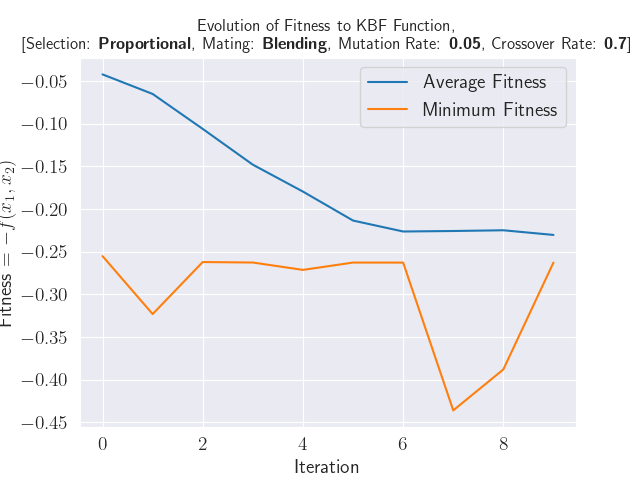 Evolution of Fitness to KBF Function,
[Selection: Proportional, Mating: Blending, Mutation Rate: 0.05, Crossover Rate: 0.7]
Average Fitness
Minimum Fitness
−0.05
−0.10
−0.15
−0.20
−0.25
−0.30
−0.35
−0.40
−0.45
Fitness = −f(x₁, x₂)
0 2 4 6 8
Iteration